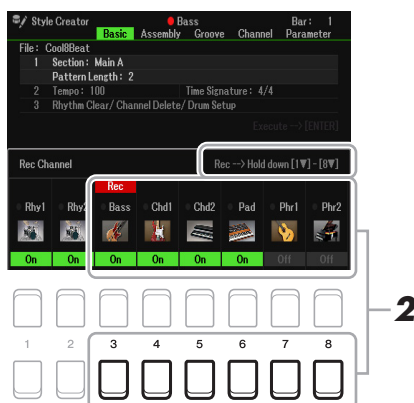 Style Creator
Bass
Bar : 1
Basic Assembly Groove Channel Parameter
File : Cool8Beat
1 Section : Main A
Pattern Length : 2
2 Tempo : 100 Time Signature : 4/4
3 Rhythm Clear/ Channel Delete/ Drum Setup
Execute --> [ENTER]
Rec Channel Rec --> Hold down [1▼] - [8▼]
Rec
Rhy1 Rhy2 Bass Chd1 Chd2 Pad Phr1 Phr2
On On On On On On Off Off
2
1 2 3 4 5 6 7 8